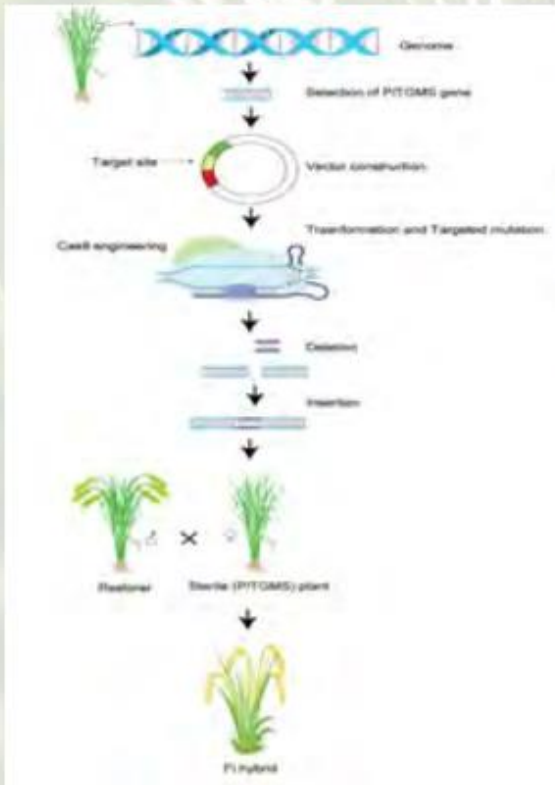 Genome
Selection of P/TGMS gene
Target site
Vector construction
Trasnformation and Targeted mutation
Cas9 engineering
Deletion
Insertion
♂ X ♀
Restorer
Sterile (P/TGMS) plant
F1 hybrid